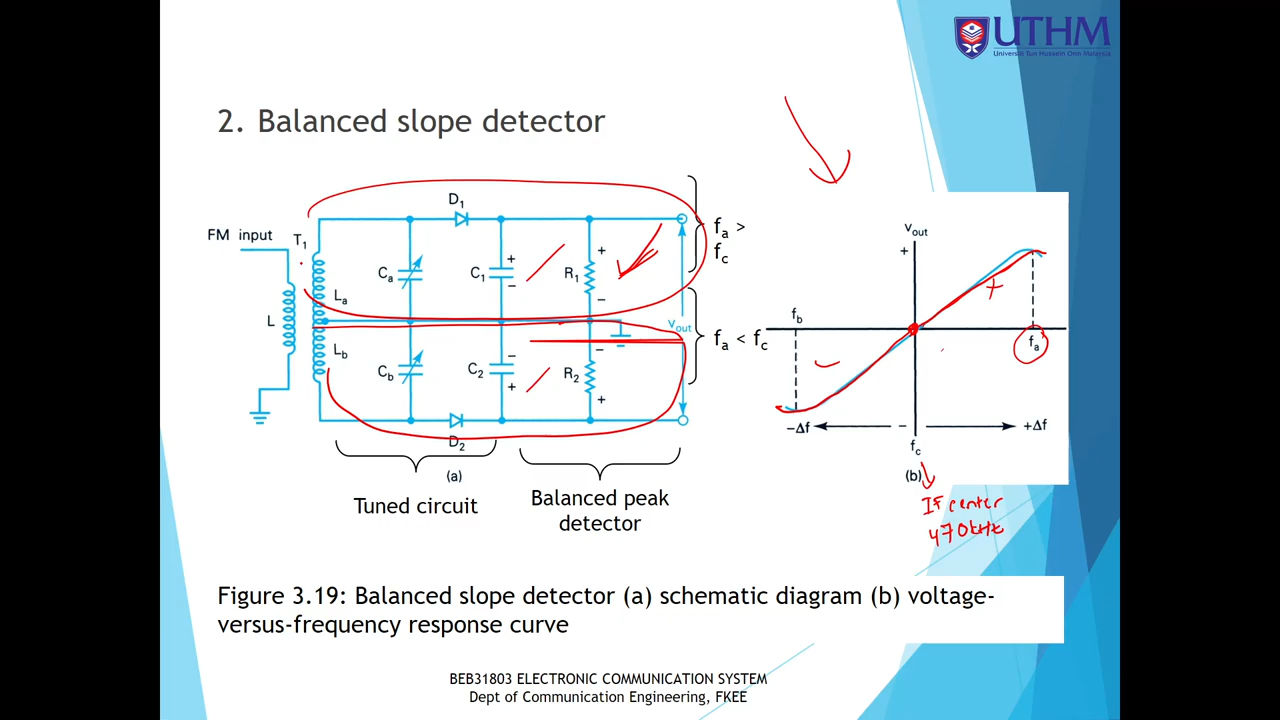 UTHM
Universiti Tun Hussein Onn Malaysia
2. Balanced slope detector
FM input
T1
L
La
Lb
Ca
Cb
D1
D2
C1
+
−
C2
−
+
R1
+
−
R2
−
+
Vout
fa >
fc
fa < fc
(a)
Tuned circuit
Balanced peak
detector
Vout
+
+
fb
fa
−Δf
−
+Δf
fc
(b)
IF center
470kHz
Figure 3.19: Balanced slope detector (a) schematic diagram (b) voltage-
versus-frequency response curve
BEB31803 ELECTRONIC COMMUNICATION SYSTEM
Dept of Communication Engineering, FKEE